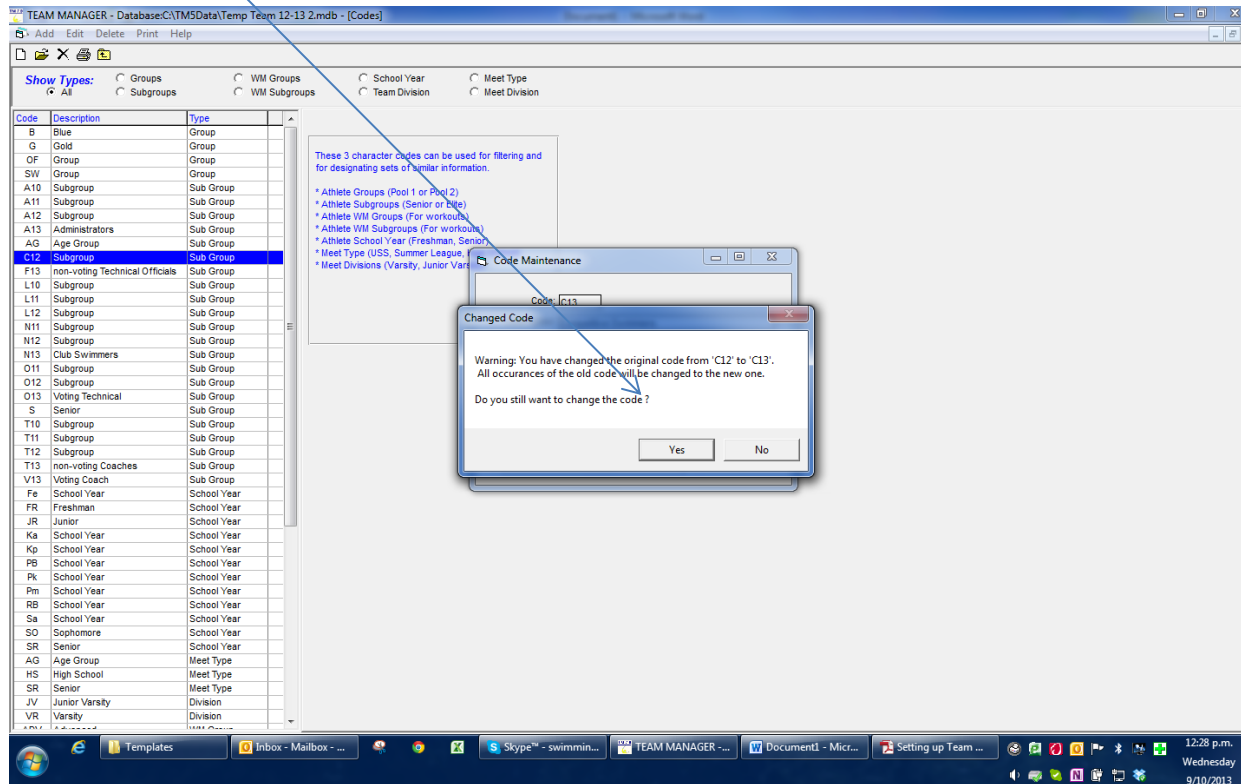 TEAM MANAGER - Database:C:\TM5Data\Temp Team 12-13 2.mdb - [Codes]
Add Edit Delete Print Help
Show Types:
Groups WM Groups School Year Meet Type
All Subgroups WM Subgroups Team Division Meet Division
Code Description Type
B Blue Group
G Gold Group
OF Group Group
SW Group Group
A10 Subgroup Sub Group
A11 Subgroup Sub Group
A12 Subgroup Sub Group
A13 Administrators Sub Group
AG Age Group Sub Group
C12 Subgroup Sub Group
F13 non-voting Technical Officials Sub Group
L10 Subgroup Sub Group
L11 Subgroup Sub Group
L12 Subgroup Sub Group
N11 Subgroup Sub Group
N12 Subgroup Sub Group
N13 Club Swimmers Sub Group
O11 Subgroup Sub Group
O12 Subgroup Sub Group
O13 Voting Technical Sub Group
S Senior Sub Group
T10 Subgroup Sub Group
T11 Subgroup Sub Group
T12 Subgroup Sub Group
T13 non-voting Coaches Sub Group
V13 Voting Coach Sub Group
Fe School Year School Year
FR Freshman School Year
JR Junior School Year
Ka School Year School Year
Kp School Year School Year
PB School Year School Year
Pk School Year School Year
Pm School Year School Year
RB School Year School Year
Sa School Year School Year
SO Sophomore School Year
SR Senior School Year
AG Age Group Meet Type
HS High School Meet Type
SR Senior Meet Type
JV Junior Varsity Division
VR Varsity Division
These 3 character codes can be used for filtering and
for designating sets of similar information.
* Athlete Groups (Pool 1 or Pool 2)
* Athlete Subgroups (Senior or Elite)
* Athlete WM Groups (For workouts)
* Athlete WM Subgroups (For workouts)
* Athlete School Year (Freshman, Senior)
* Meet Type (USS, Summer League,
* Meet Divisions (Varsity, Junior
Code Maintenance
Code: C13
Changed Code
Warning: You have changed the original code from 'C12' to 'C13'.
All occurances of the old code will be changed to the new one.
Do you still want to change the code ?
Yes No
Templates
Inbox - Mailbox - ...
Skype™ - swimmin...
TEAM MANAGER -...
Document1 - Micr...
Setting up Team ...
12:28 p.m.
Wednesday
9/10/2013